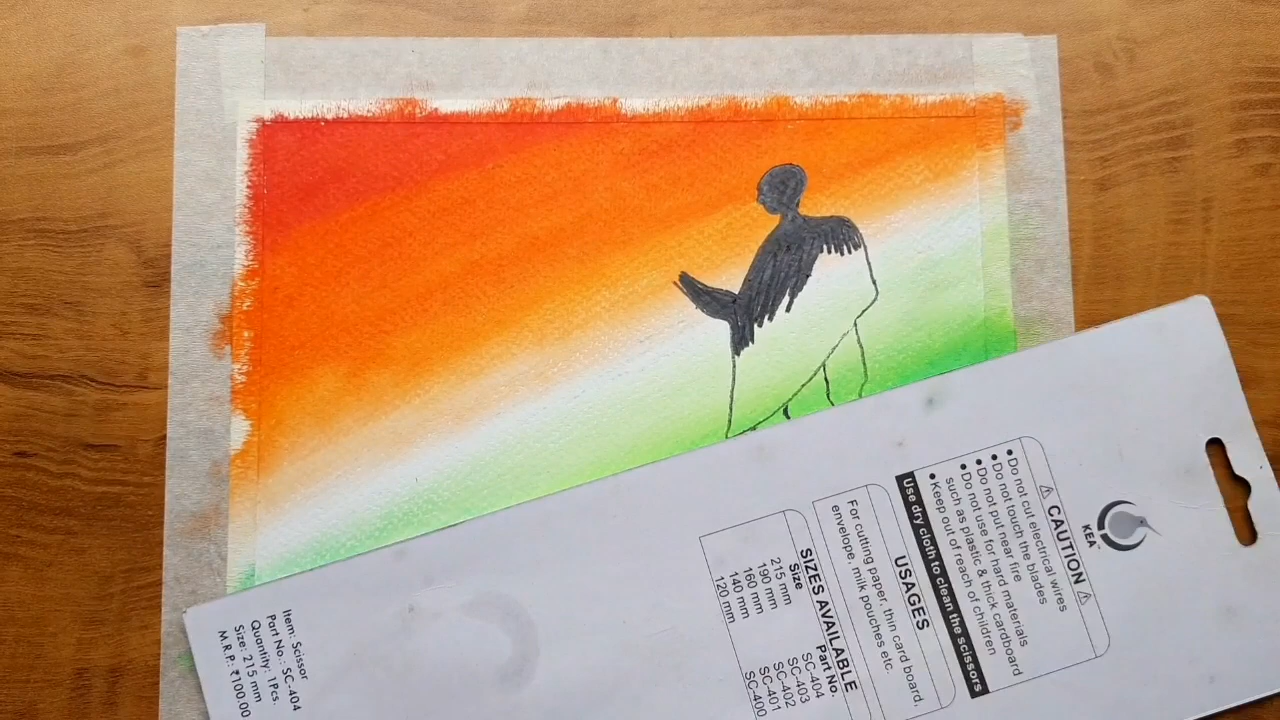 KEA™
CAUTION
• Do not cut electrical wires
• Do not touch the blades
• Do not put near fire
• Do not use for hard materials
such as plastic & thick cardboard
• Keep out of reach of children
Use dry cloth to clean the scissors
USAGES
For cutting paper, thin card board,
envelope, milk pouches etc.
SIZES AVAILABLE
Size Part No.
215 mm SC-404
190 mm SC-403
160 mm SC-402
140 mm SC-401
120 mm SC-400
Item: Scissor
Part No.: SC-404
Quantity: 1Pcs.
Size: 215 mm
M.R.P.: ₹100.00